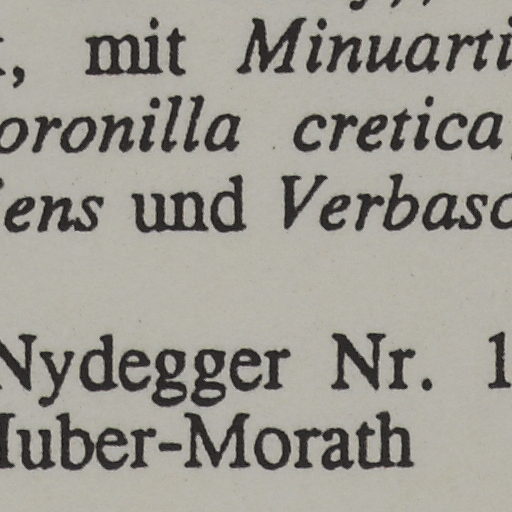 , mit Minuarti
oronilla cretica,
ens und Verbasc
Nydegger Nr. 1
Huber-Morath